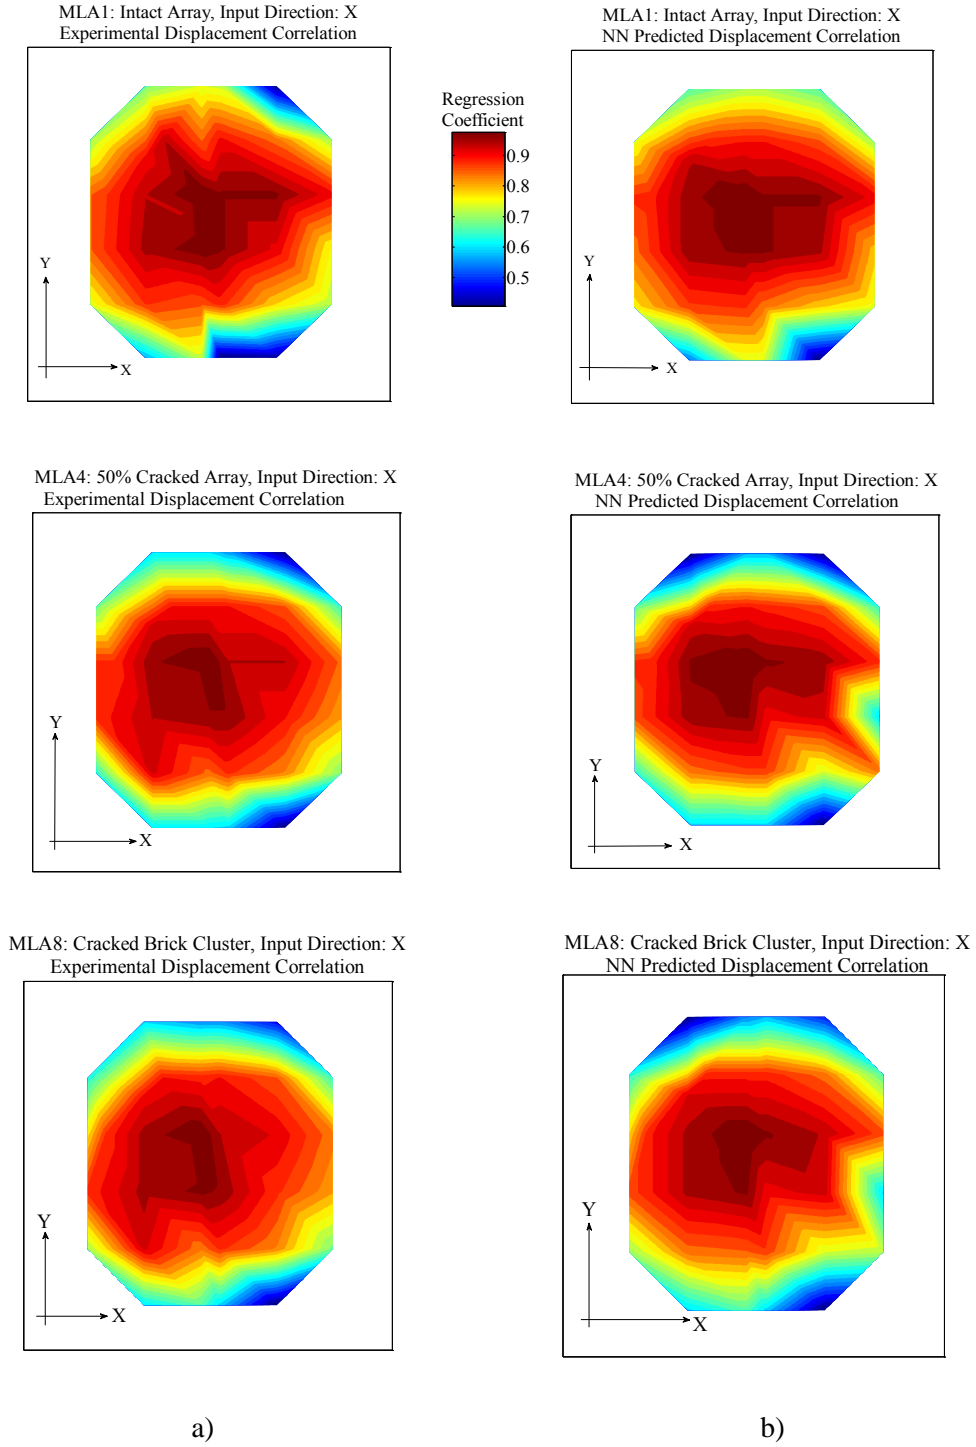 MLA1: Intact Array, Input Direction: X
Experimental Displacement Correlation
MLA1: Intact Array, Input Direction: X
NN Predicted Displacement Correlation
Regression
Coefficient
0.9
0.8
0.7
0.6
0.5
Y
X
Y
X
MLA4: 50% Cracked Array, Input Direction: X
Experimental Displacement Correlation
MLA4: 50% Cracked Array, Input Direction: X
NN Predicted Displacement Correlation
Y
X
Y
X
MLA8: Cracked Brick Cluster, Input Direction: X
Experimental Displacement Correlation
MLA8: Cracked Brick Cluster, Input Direction: X
NN Predicted Displacement Correlation
Y
X
Y
X
a)
b)